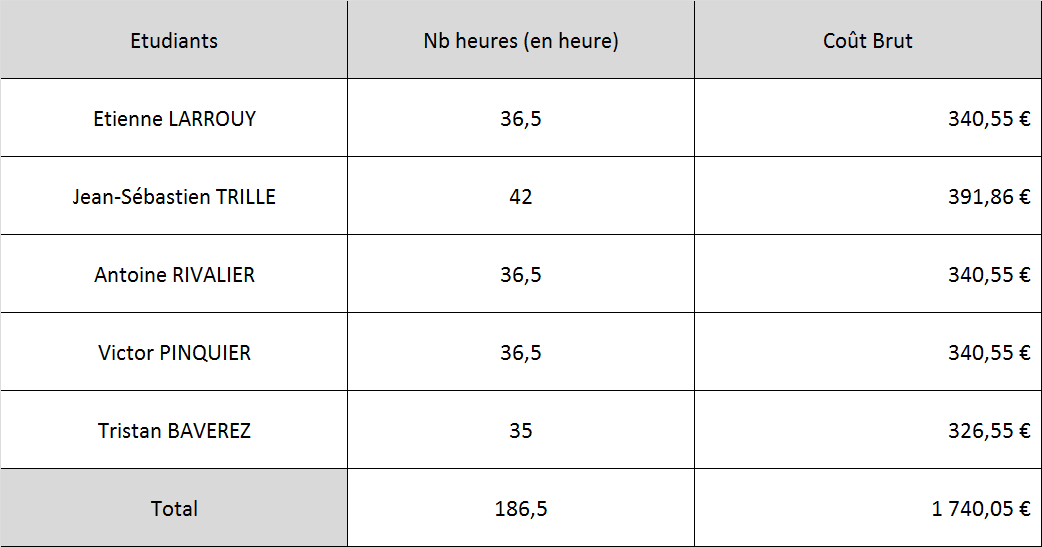 Etudiants Nb heures (en heure) Coût Brut
Etienne LARROUY 36,5 340,55 €
Jean-Sébastien TRILLE 42 391,86 €
Antoine RIVALIER 36,5 340,55 €
Victor PINQUIER 36,5 340,55 €
Tristan BAVEREZ 35 326,55 €
Total 186,5 1 740,05 €